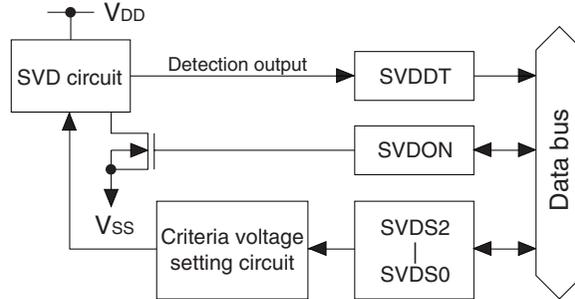 VDD
SVD circuit
Detection output
SVDDT
SVDON
VSS
Criteria voltage
setting circuit
SVDS2
|
SVDS0
Data bus